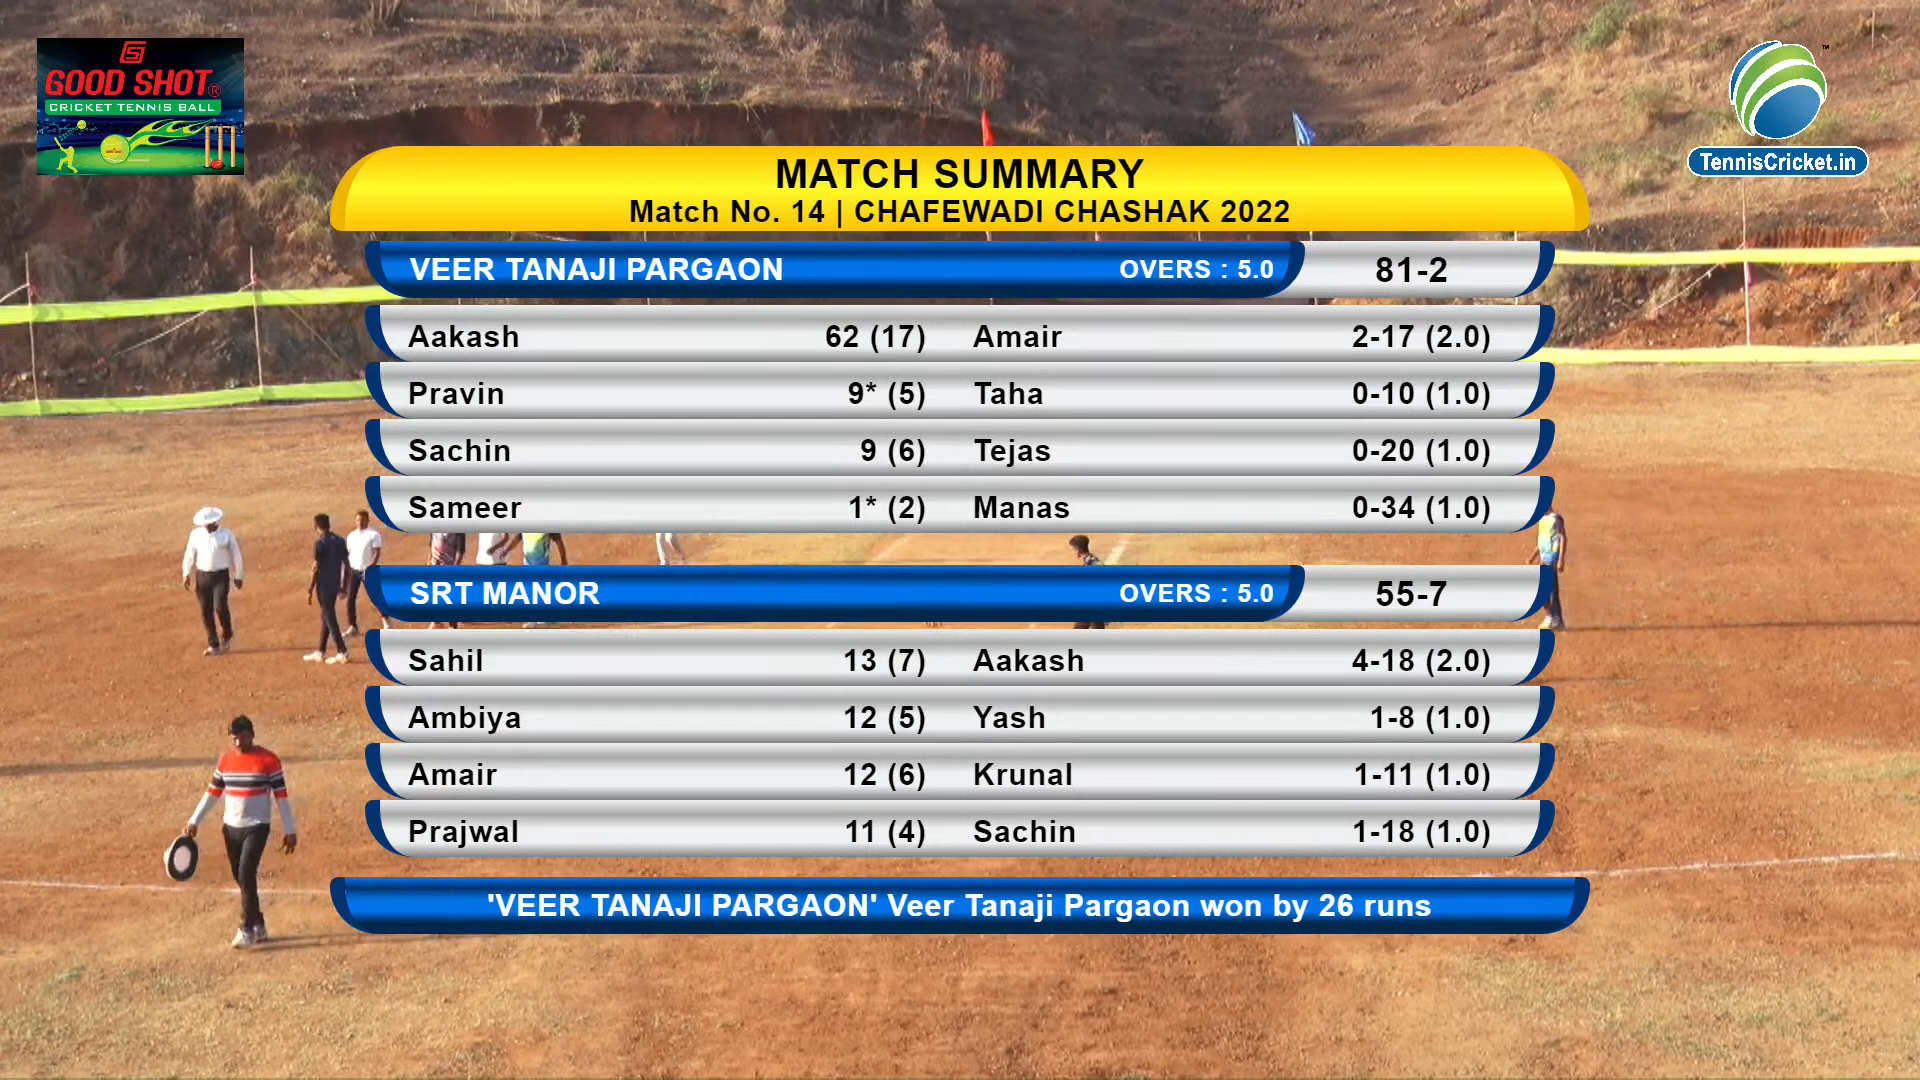 GOOD SHOT®
CRICKET TENNIS BALL
TM
TennisCricket.in
MATCH SUMMARY
Match No. 14 | CHAFEWADI CHASHAK 2022
VEER TANAJI PARGAON OVERS : 5.0 81-2
Aakash 62 (17) Amair 2-17 (2.0)
Pravin 9* (5) Taha 0-10 (1.0)
Sachin 9 (6) Tejas 0-20 (1.0)
Sameer 1* (2) Manas 0-34 (1.0)
SRT MANOR OVERS : 5.0 55-7
Sahil 13 (7) Aakash 4-18 (2.0)
Ambiya 12 (5) Yash 1-8 (1.0)
Amair 12 (6) Krunal 1-11 (1.0)
Prajwal 11 (4) Sachin 1-18 (1.0)
'VEER TANAJI PARGAON' Veer Tanaji Pargaon won by 26 runs